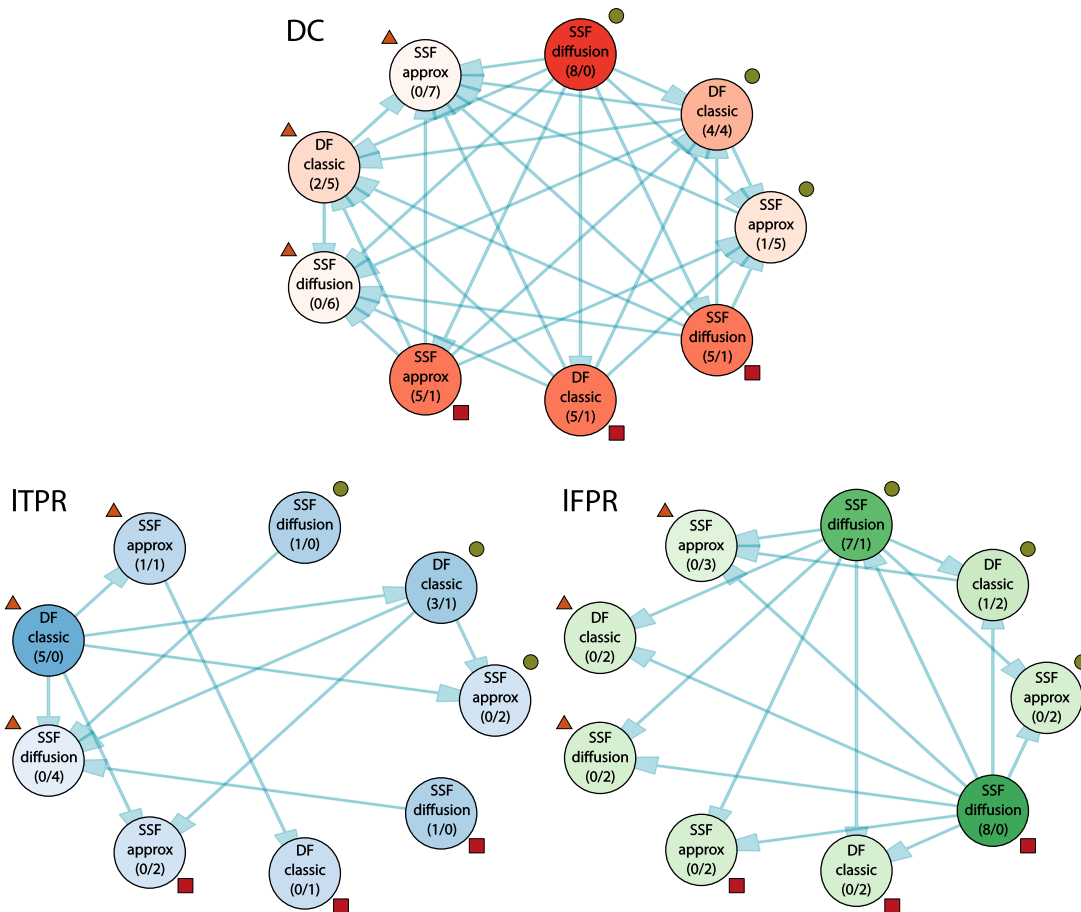 DC
SSF
diffusion
(8/0)
SSF
approx
(0/7)
DF
classic
(4/4)
DF
classic
(2/5)
SSF
approx
(1/5)
SSF
diffusion
(0/6)
SSF
diffusion
(5/1)
SSF
approx
(5/1)
DF
classic
(5/1)
lTPR
SSF
diffusion
(1/0)
SSF
approx
(1/1)
DF
classic
(3/1)
DF
classic
(5/0)
SSF
approx
(0/2)
SSF
diffusion
(0/4)
SSF
diffusion
(1/0)
SSF
approx
(0/2)
DF
classic
(0/1)
lFPR
SSF
diffusion
(7/1)
SSF
approx
(0/3)
DF
classic
(1/2)
DF
classic
(0/2)
SSF
approx
(0/2)
SSF
diffusion
(0/2)
SSF
diffusion
(8/0)
SSF
approx
(0/2)
DF
classic
(0/2)